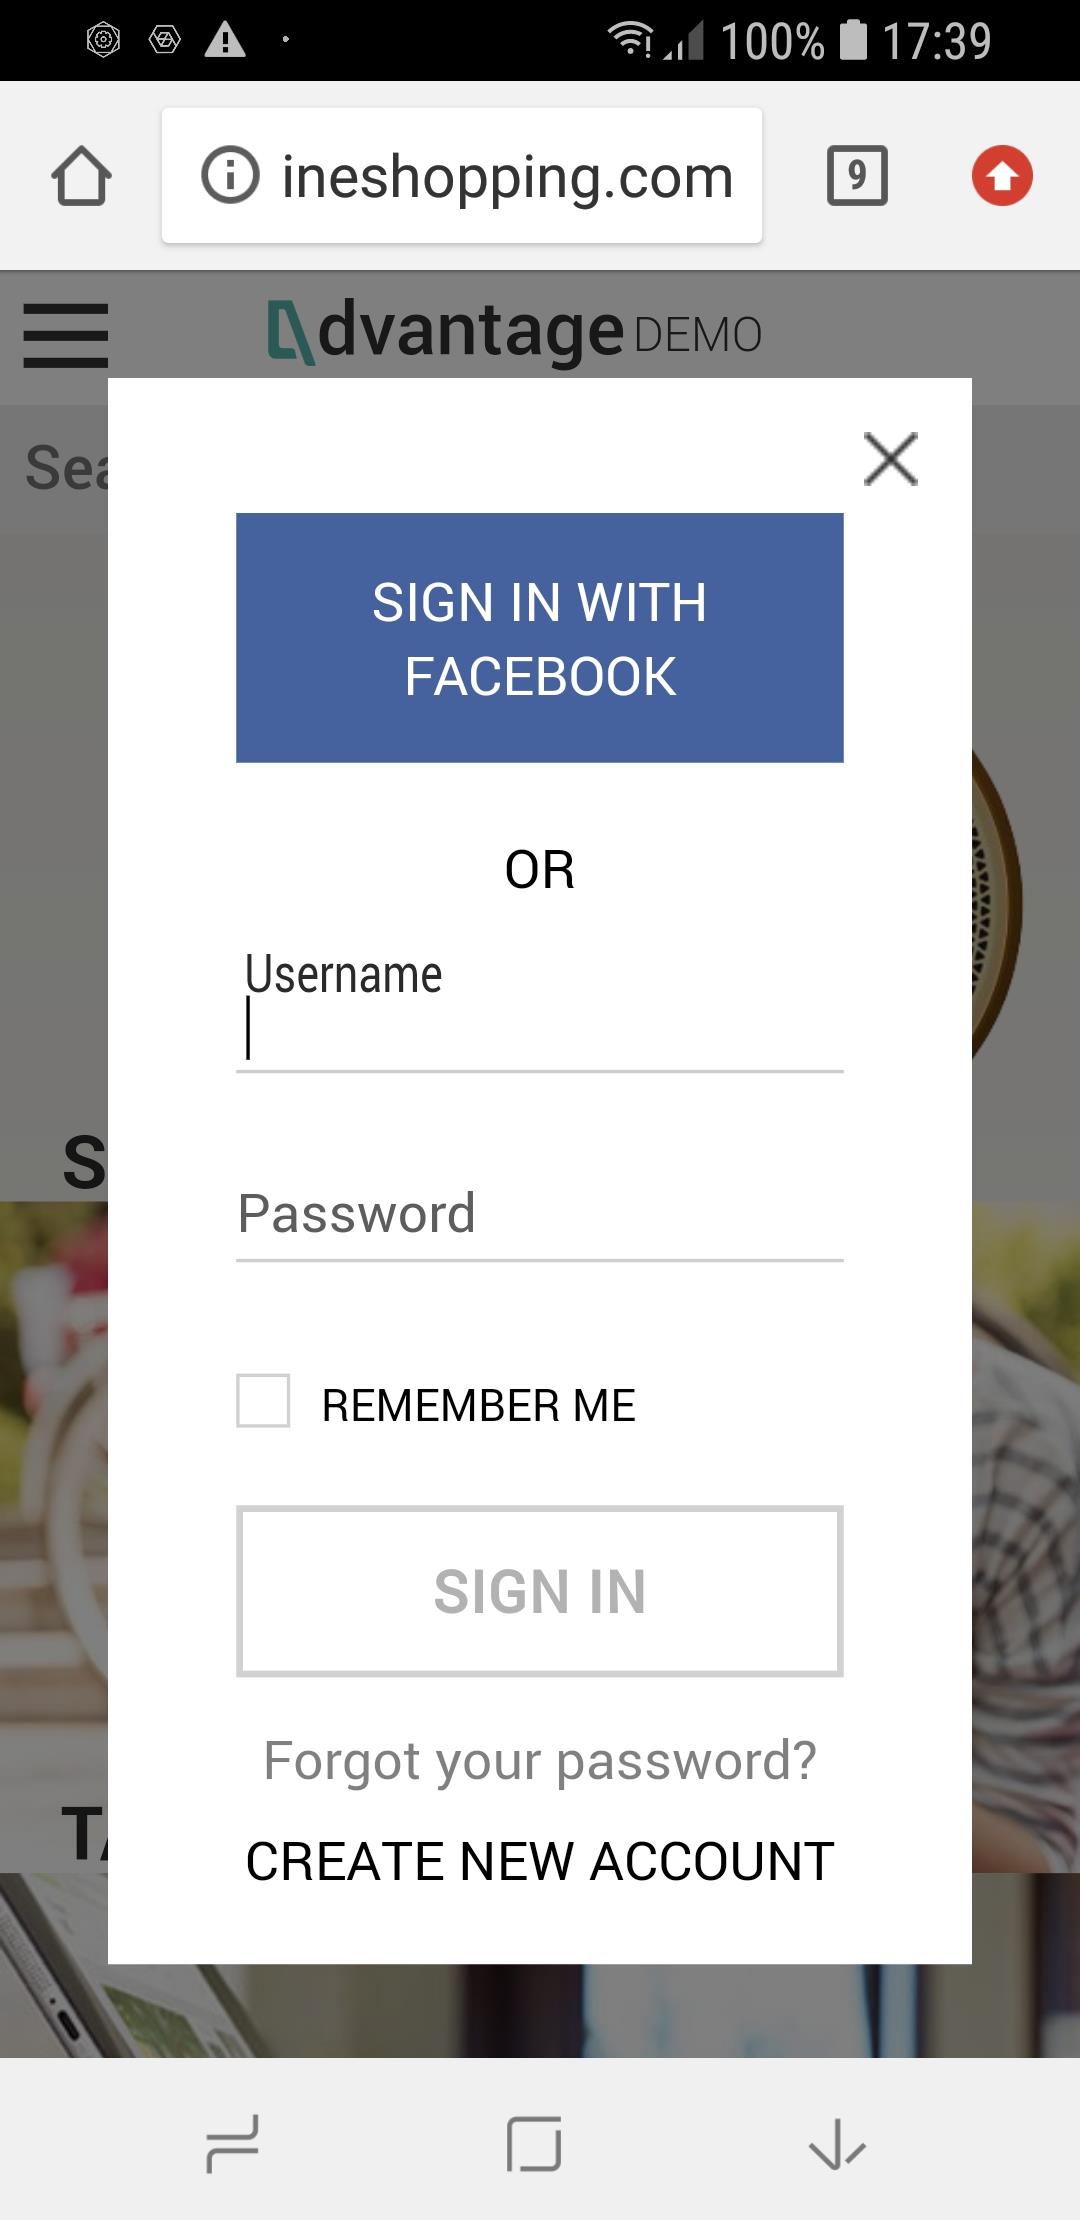 100% 17:39
ineshopping.com 9
dvantage DEMO
Sea
SIGN IN WITH
FACEBOOK
OR
Username
S
Password
REMEMBER ME
SIGN IN
Forgot your password?
TA
CREATE NEW ACCOUNT